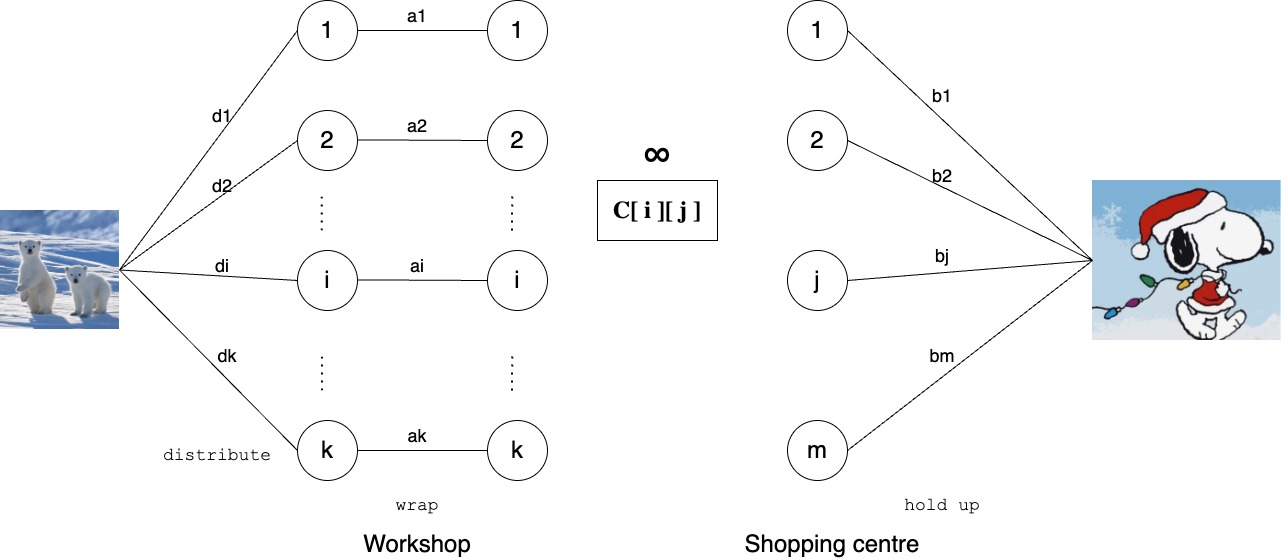 1 a1 1 1
b1
d1
2 a2 2 2
∞
b2
d2
C[ i ][ j ]
di i ai i j bj
dk bm
k ak k m
distribute
wrap hold up
Workshop Shopping centre